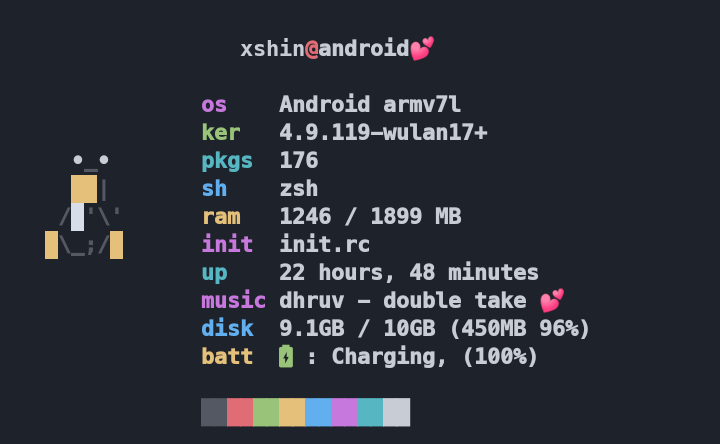 xshin@android💕
os Android armv7l
ker 4.9.119-wulan17+
pkgs 176
sh zsh
ram 1246 / 1899 MB
init init.rc
up 22 hours, 48 minutes
music dhruv - double take 💕
disk 9.1GB / 10GB (450MB 96%)
batt : Charging, (100%)